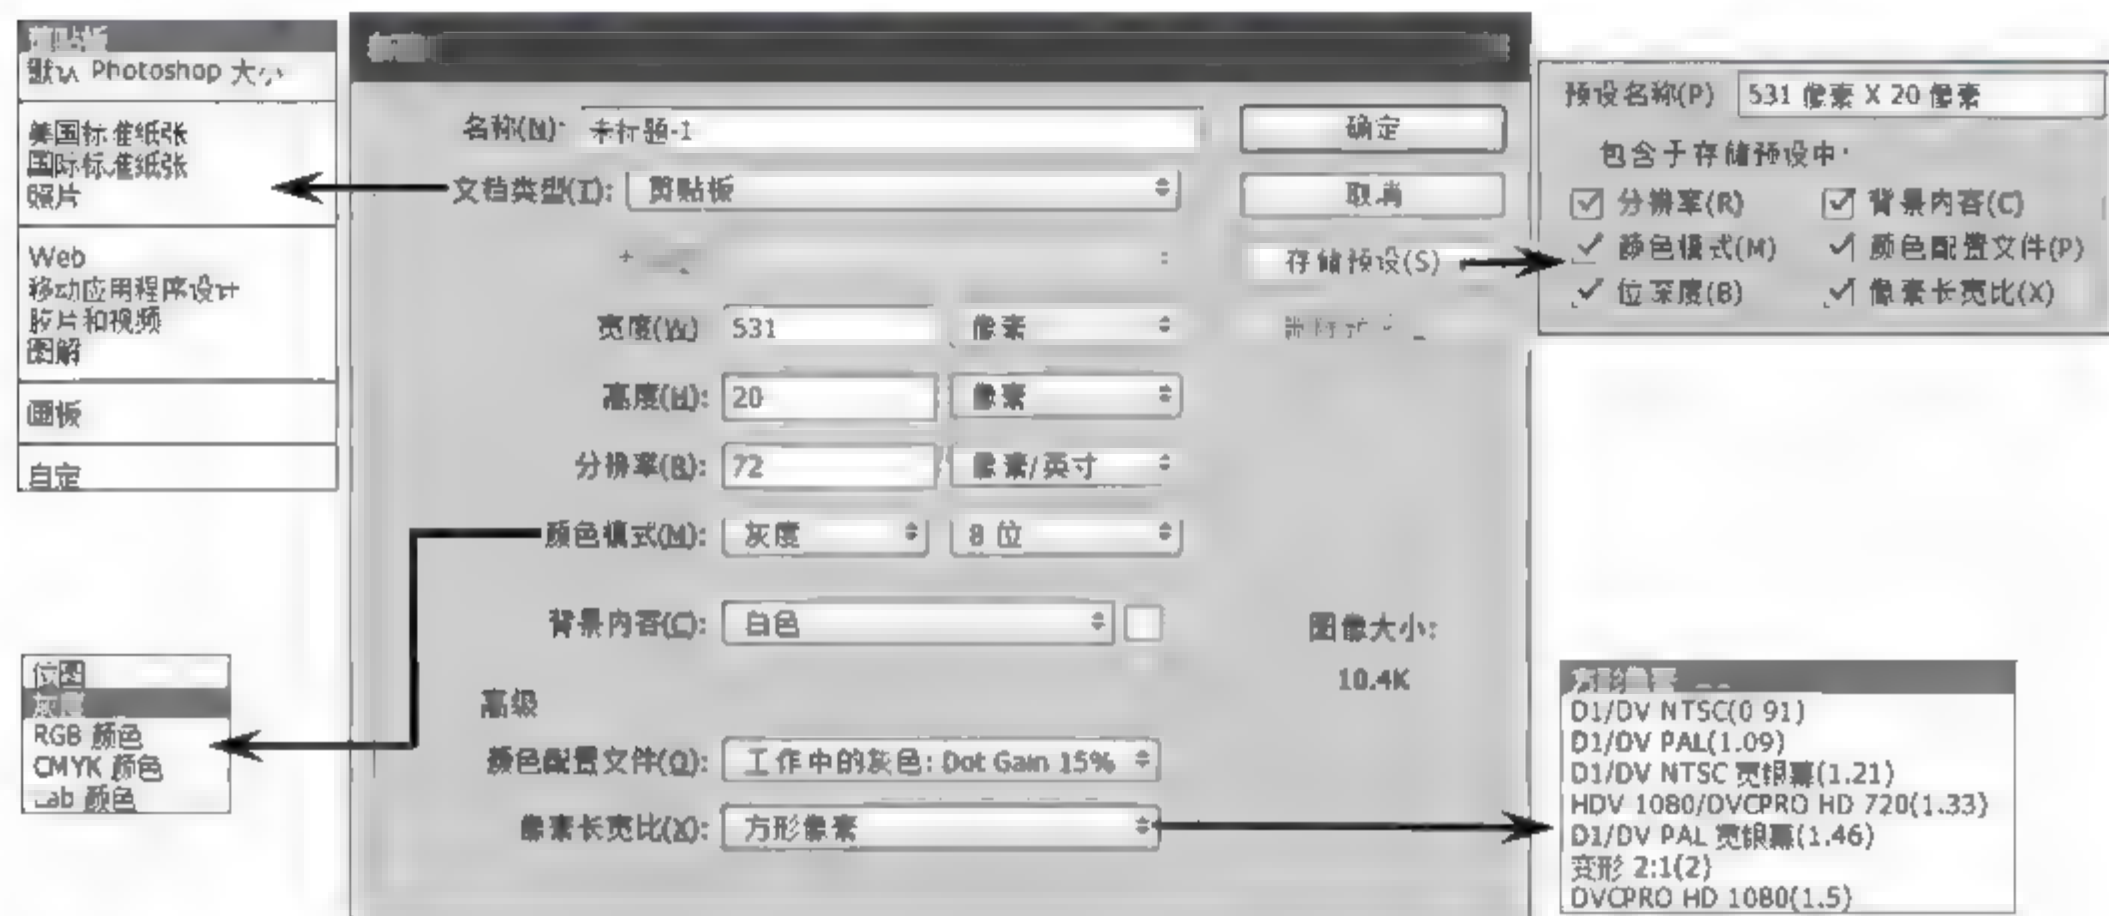 剪贴板
默认 Photoshop 大小
美国标准纸张
国际标准纸张
照片
Web
移动应用程序设计
胶片和视频
图解
画板
自定
名称(N): 未标题-1
文档类型(T): 剪贴板
宽度(W) 531 像素
高度(H): 20 像素
分辨率(R): 72 像素/英寸
颜色模式(M): 灰度 8 位
背景内容(C): 白色
高级
颜色配置文件(O): 工作中的灰色: Dot Gain 15%
像素长宽比(X): 方形像素
确定
取消
存储预设(S)
图像大小:
10.4K
预设名称(P) 531 像素 X 20 像素
包含于存储预设中:
分辨率(R) 背景内容(C)
颜色模式(M) 颜色配置文件(P)
位深度(B) 像素长宽比(X)
位图
灰度
RGB 颜色
CMYK 颜色
Lab 颜色
方形像素
D1/DV NTSC(0 91)
D1/DV PAL(1.09)
D1/DV NTSC 宽银幕(1.21)
HDV 1080/DVCPRO HD 720(1.33)
D1/DV PAL 宽银幕(1.46)
变形 2:1(2)
DVCPRO HD 1080(1.5)